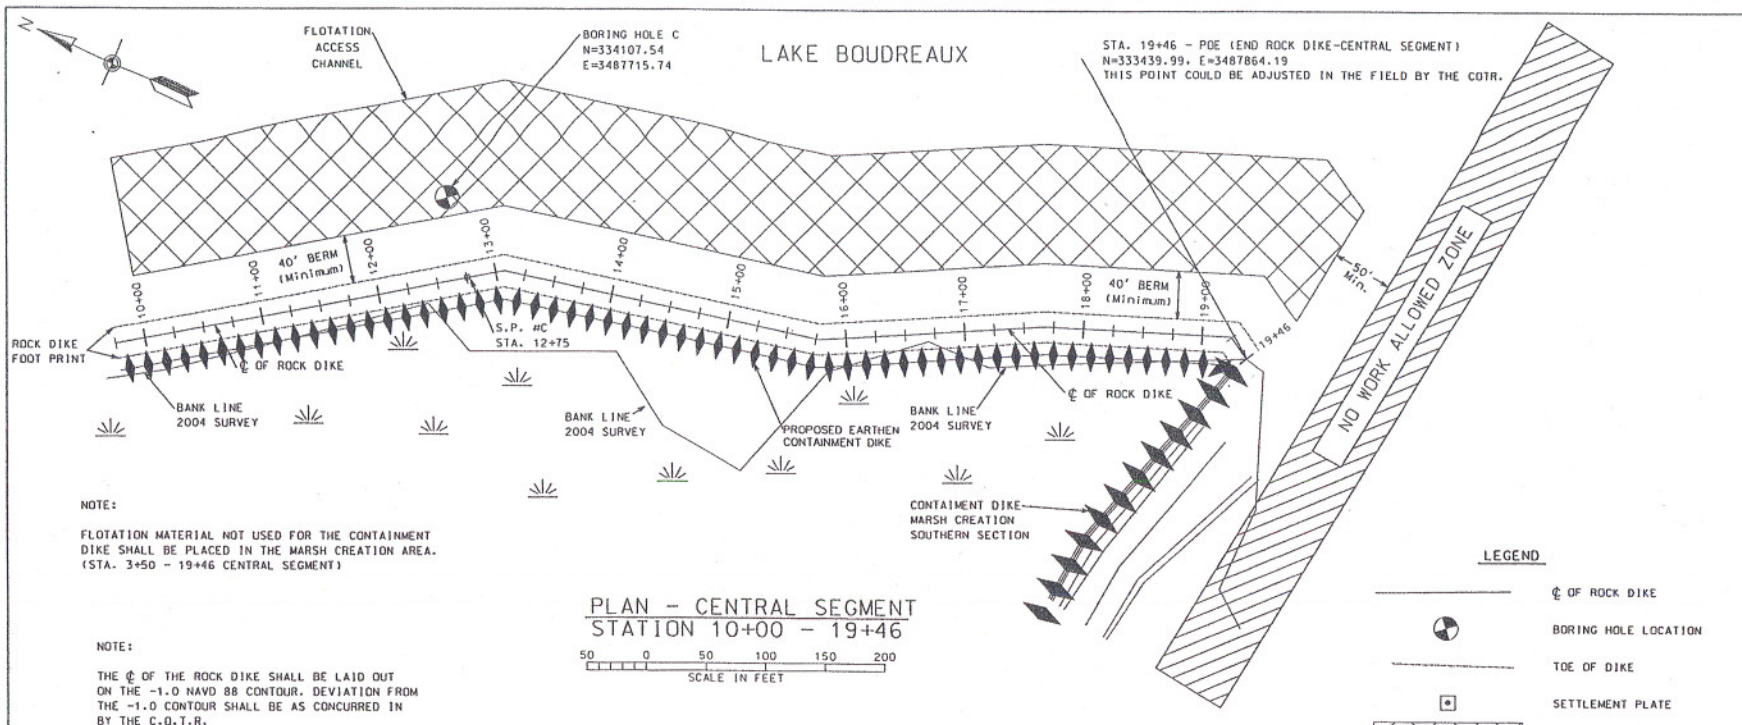 N
FLOTATION
ACCESS
CHANNEL
BORING HOLE C
N=334107.54
E=3487715.74
LAKE BOUDREAUX
STA. 19+46 - POE (END ROCK DIKE-CENTRAL SEGMENT)
N=333439.99, E=3487864.19
THIS POINT COULD BE ADJUSTED IN THE FIELD BY THE COTR.
10+00
11+00
40' BERM
(Minimum)
12+00
13+00
14+00
15+00
16+00
17+00
40' BERM
(Minimum)
18+00
19+00
19+46
50'
Min.
NO WORK ALLOWED ZONE
ROCK DIKE
FOOT PRINT
℄ OF ROCK DIKE
S.P. #C
STA. 12+75
BANK LINE
2004 SURVEY
BANK LINE
2004 SURVEY
PROPOSED EARTHEN
CONTAINMENT DIKE
BANK LINE
2004 SURVEY
℄ OF ROCK DIKE
CONTAIMENT DIKE
MARSH CREATION
SOUTHERN SECTION
NOTE:
FLOTATION MATERIAL NOT USED FOR THE CONTAINMENT
DIKE SHALL BE PLACED IN THE MARSH CREATION AREA.
(STA. 3+50 - 19+46 CENTRAL SEGMENT)
PLAN - CENTRAL SEGMENT
STATION 10+00 - 19+46
50 0 50 100 150 200
SCALE IN FEET
NOTE:
THE ℄ OF THE ROCK DIKE SHALL BE LAID OUT
ON THE -1.0 NAVD 88 CONTOUR. DEVIATION FROM
THE -1.0 CONTOUR SHALL BE AS CONCURRED IN
BY THE C.O.T.R.
LEGEND
℄ OF ROCK DIKE
BORING HOLE LOCATION
TOE OF DIKE
SETTLEMENT PLATE